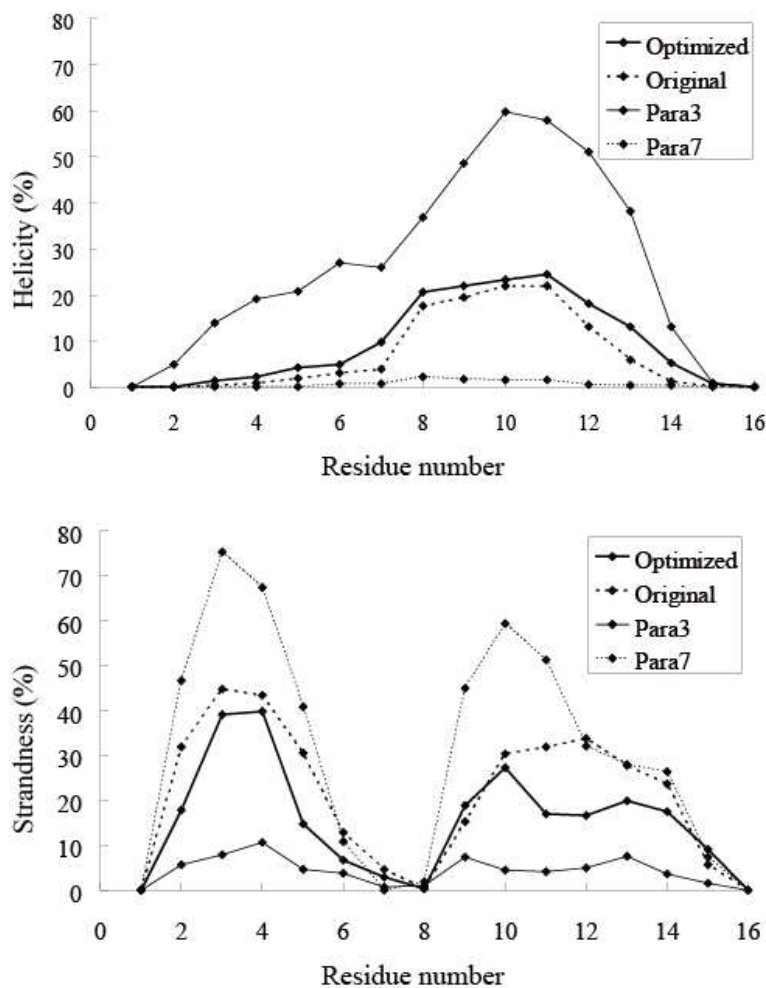 80
70
60
50
40
30
20
10
0
Helicity (%)
Optimized
Original
Para3
Para7
0 2 4 6 8 10 12 14 16
Residue number
80
70
60
50
40
30
20
10
0
Strandness (%)
Optimized
Original
Para3
Para7
0 2 4 6 8 10 12 14 16
Residue number